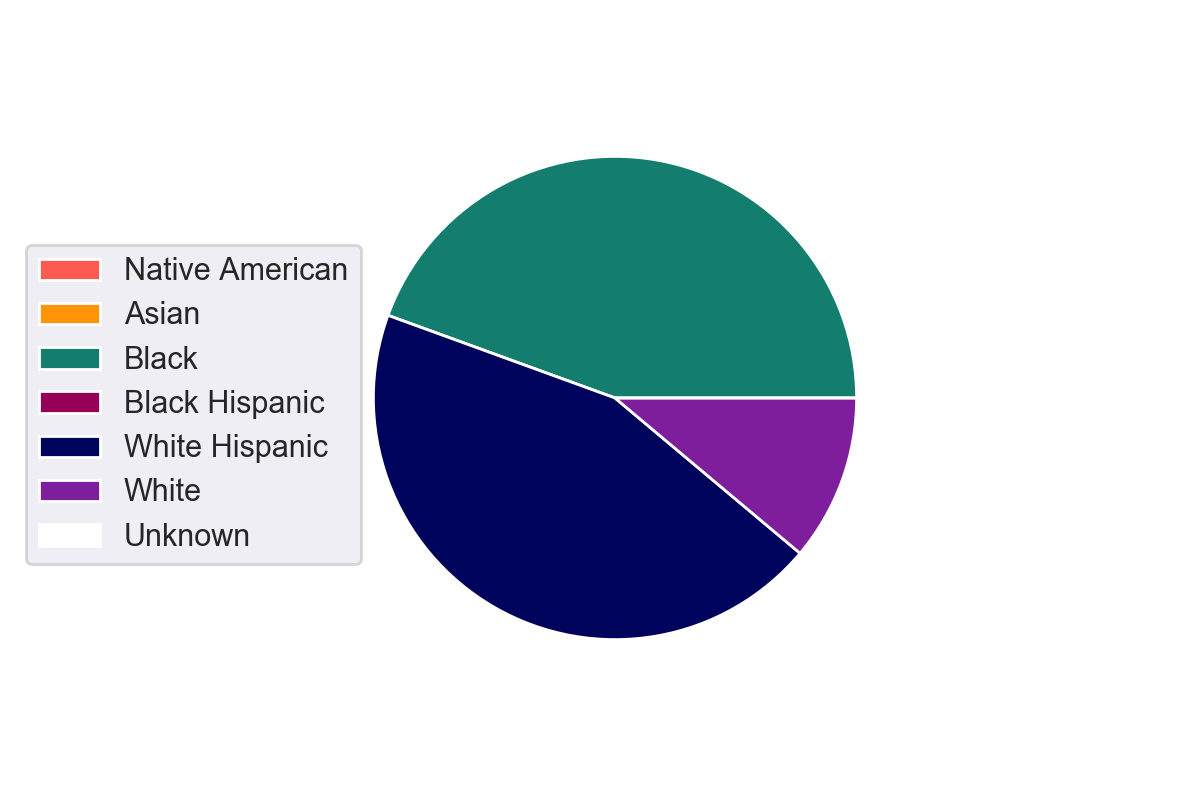 Native American
Asian
Black
Black Hispanic
White Hispanic
White
Unknown